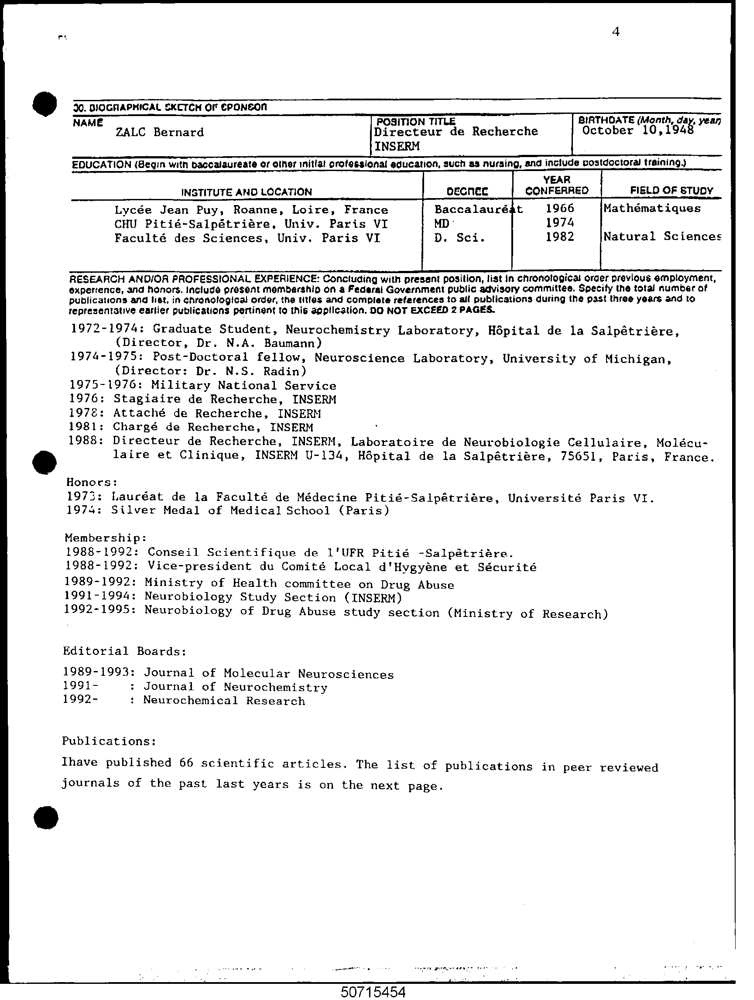 4
30. BIOGRAPHICAL SKETCH OF SPONSOR
NAME
ZALC Bernard
POSITION TITLE
Directeur de Recherche
INSERM
BIRTHDATE (Month, day, year)
October 10,1948
EDUCATION (Begin with baccalaureate or other initial professional education, such as nursing, and include postdoctoral training.)
INSTITUTE AND LOCATION DEGREE YEAR CONFERRED FIELD OF STUDY
Lycée Jean Puy, Roanne, Loire, France Baccalauréat 1966 Mathématiques
CHU Pitié-Salpêtrière, Univ. Paris VI MD 1974
Faculté des Sciences, Univ. Paris VI D. Sci. 1982 Natural Sciences
RESEARCH AND/OR PROFESSIONAL EXPERIENCE: Concluding with present position, list in chronological order previous employment,
experience, and honors. Include present membership on a Federal Government public advisory committee. Specify the total number of
publications and list, in chronological order, the titles and complete references to all publications during the past three years and to
representative earlier publications pertinent to this application. DO NOT EXCEED 2 PAGES.
1972-1974: Graduate Student, Neurochemistry Laboratory, Hôpital de la Salpêtrière,
(Director, Dr. N.A. Baumann)
1974-1975: Post-Doctoral fellow, Neuroscience Laboratory, University of Michigan,
(Director: Dr. N.S. Radin)
1975-1976: Military National Service
1976: Stagiaire de Recherche, INSERM
1978: Attaché de Recherche, INSERM
1981: Chargé de Recherche, INSERM
1988: Directeur de Recherche, INSERM, Laboratoire de Neurobiologie Cellulaire, Molécu-
laire et Clinique, INSERM U-134, Hôpital de la Salpêtrière, 75651, Paris, France.
Honors:
1973: Lauréat de la Faculté de Médecine Pitié-Salpêtrière, Université Paris VI.
1974: Silver Medal of Medical School (Paris)
Membership:
1988-1992: Conseil Scientifique de l'UFR Pitié -Salpêtrière.
1988-1992: Vice-president du Comité Local d'Hygyène et Sécurité
1989-1992: Ministry of Health committee on Drug Abuse
1991-1994: Neurobiology Study Section (INSERM)
1992-1995: Neurobiology of Drug Abuse study section (Ministry of Research)
Editorial Boards:
1989-1993: Journal of Molecular Neurosciences
1991- : Journal of Neurochemistry
1992- : Neurochemical Research
Publications:
Ihave published 66 scientific articles. The list of publications in peer reviewed
journals of the past last years is on the next page.
50715454